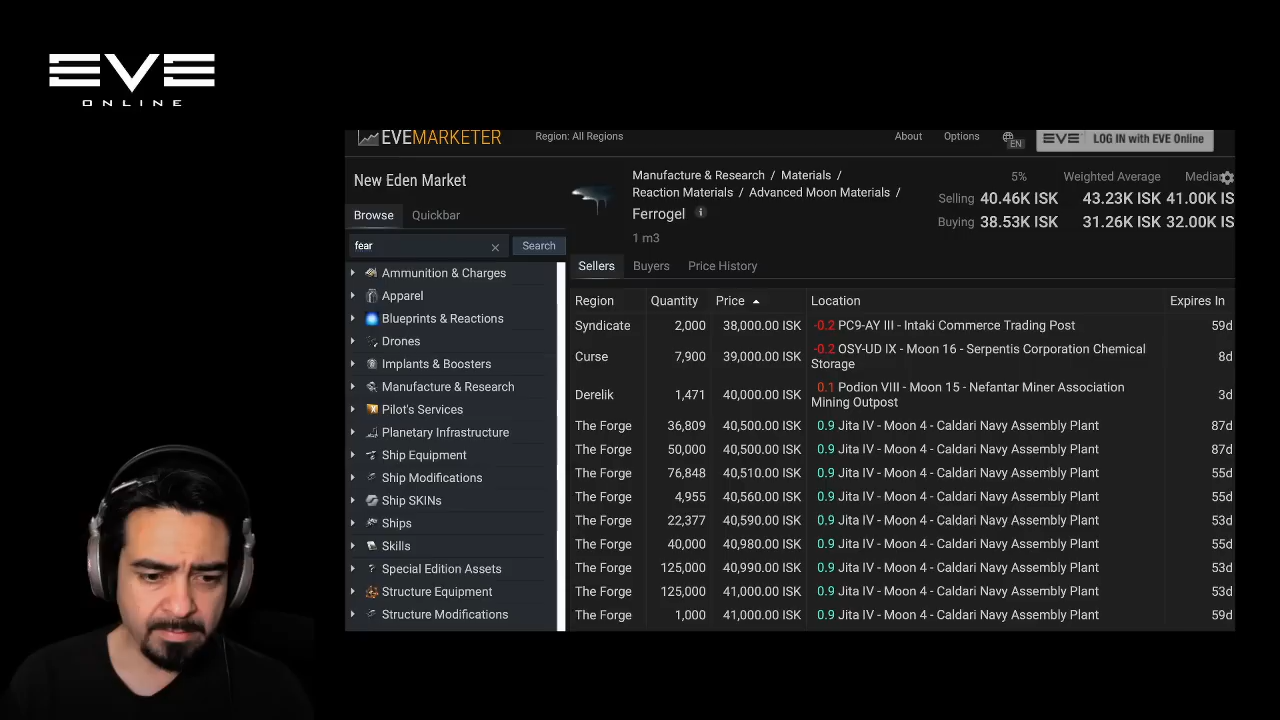 EVE
ONLINE
EVEMARKETER
Region: All Regions
About
Options
EN
EVE LOG IN with EVE Online
New Eden Market
Browse
Quickbar
fear
Search
Ammunition & Charges
Apparel
Blueprints & Reactions
Drones
Implants & Boosters
Manufacture & Research
Pilot's Services
Planetary Infrastructure
Ship Equipment
Ship Modifications
Ship SKINs
Ships
Skills
Special Edition Assets
Structure Equipment
Structure Modifications
Manufacture & Research / Materials /
Reaction Materials / Advanced Moon Materials /
Ferrogel
1 m3
5% Weighted Average Media
Selling 40.46K ISK 43.23K ISK 41.00K IS
Buying 38.53K ISK 31.26K ISK 32.00K IS
Sellers
Buyers
Price History
Region Quantity Price Location Expires In
Syndicate 2,000 38,000.00 ISK -0.2 PC9-AY III - Intaki Commerce Trading Post 59d
Curse 7,900 39,000.00 ISK -0.2 OSY-UD IX - Moon 16 - Serpentis Corporation Chemical 8d
Storage
Derelik 1,471 40,000.00 ISK 0.1 Podion VIII - Moon 15 - Nefantar Miner Association 3d
Mining Outpost
The Forge 36,809 40,500.00 ISK 0.9 Jita IV - Moon 4 - Caldari Navy Assembly Plant 87d
The Forge 50,000 40,500.00 ISK 0.9 Jita IV - Moon 4 - Caldari Navy Assembly Plant 87d
The Forge 76,848 40,510.00 ISK 0.9 Jita IV - Moon 4 - Caldari Navy Assembly Plant 55d
The Forge 4,955 40,560.00 ISK 0.9 Jita IV - Moon 4 - Caldari Navy Assembly Plant 55d
The Forge 22,377 40,590.00 ISK 0.9 Jita IV - Moon 4 - Caldari Navy Assembly Plant 53d
The Forge 40,000 40,980.00 ISK 0.9 Jita IV - Moon 4 - Caldari Navy Assembly Plant 55d
The Forge 125,000 40,990.00 ISK 0.9 Jita IV - Moon 4 - Caldari Navy Assembly Plant 53d
The Forge 125,000 41,000.00 ISK 0.9 Jita IV - Moon 4 - Caldari Navy Assembly Plant 53d
The Forge 1,000 41,000.00 ISK 0.9 Jita IV - Moon 4 - Caldari Navy Assembly Plant 59d